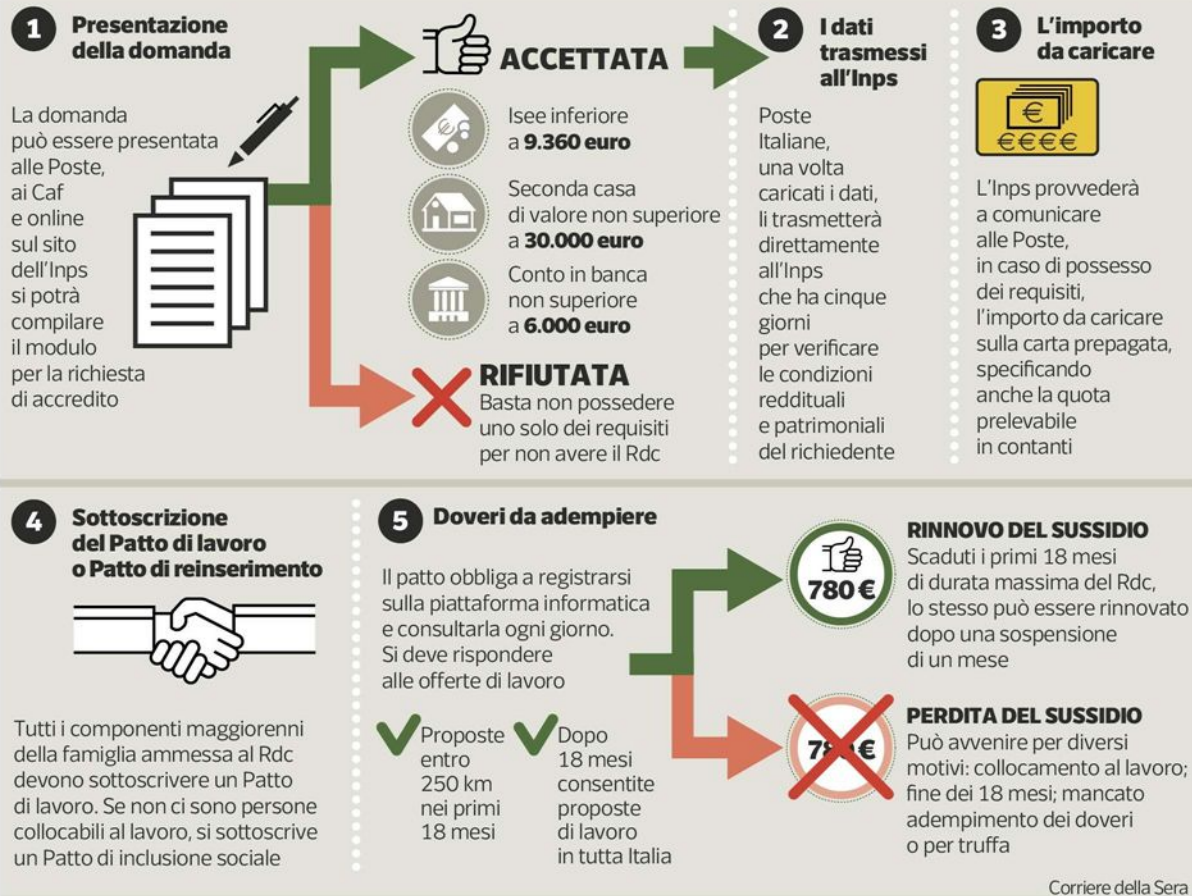 1
Presentazione
della domanda
La domanda
può essere presentata
alle Poste,
ai Caf
e online
sul sito
dell'Inps
si potrà
compilare
il modulo
per la richiesta
di accredito
ACCETTATA
Isee inferiore
a 9.360 euro
Seconda casa
di valore non superiore
a 30.000 euro
Conto in banca
non superiore
a 6.000 euro
RIFIUTATA
Basta non possedere
uno solo dei requisiti
per non avere il Rdc
2
I dati
trasmessi
all'Inps
Poste
Italiane,
una volta
caricati i dati,
li trasmetterà
direttamente
all'Inps
che ha cinque
giorni
per verificare
le condizioni
reddituali
e patrimoniali
del richiedente
3
L'importo
da caricare
€
€€€€
L'Inps provvederà
a comunicare
alle Poste,
in caso di possesso
dei requisiti,
l'importo da caricare
sulla carta prepagata,
specificando
anche la quota
prelevabile
in contanti
4
Sottoscrizione
del Patto di lavoro
o Patto di reinserimento
Tutti i componenti maggiorenni
della famiglia ammessa al Rdc
devono sottoscrivere un Patto
di lavoro. Se non ci sono persone
collocabili al lavoro, si sottoscrive
un Patto di inclusione sociale
5
Doveri da adempiere
Il patto obbliga a registrarsi
sulla piattaforma informatica
e consultarla ogni giorno.
Si deve rispondere
alle offerte di lavoro
Proposte
entro
250 km
nei primi
18 mesi
Dopo
18 mesi
consentite
proposte
di lavoro
in tutta Italia
780 €
RINNOVO DEL SUSSIDIO
Scaduti i primi 18 mesi
di durata massima del Rdc,
lo stesso può essere rinnovato
dopo una sospensione
di un mese
780 €
PERDITA DEL SUSSIDIO
Può avvenire per diversi
motivi: collocamento al lavoro;
fine dei 18 mesi; mancato
adempimento dei doveri
o per truffa
Corriere della Sera